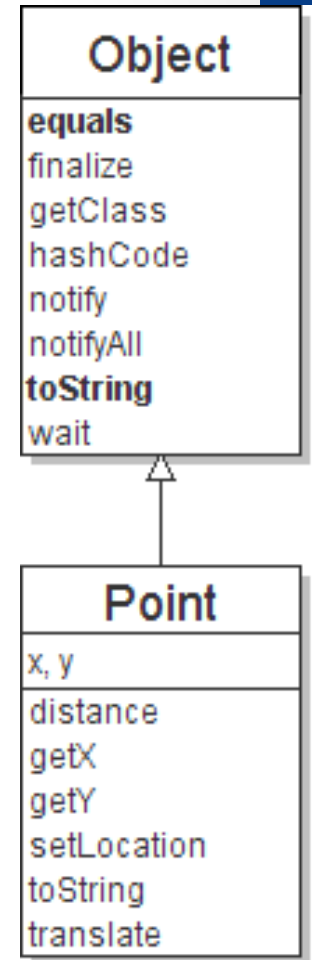 Object
equals
finalize
getClass
hashCode
notify
notifyAll
toString
wait
Point
x, y
distance
getX
getY
setLocation
toString
translate